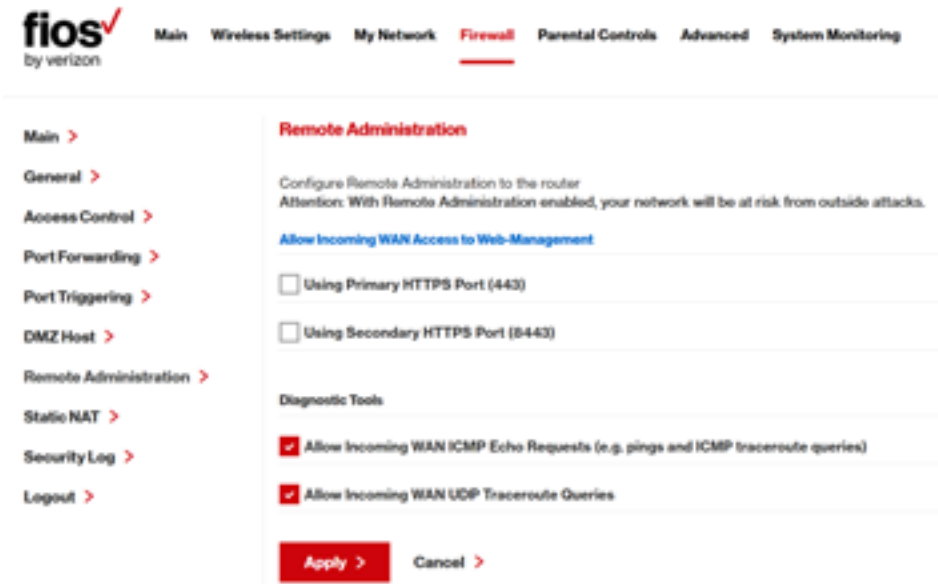 fios
by verizon
Main Wireless Settings My Network Firewall Parental Controls Advanced System Monitoring
Main >
General >
Access Control >
Port Forwarding >
Port Triggering >
DMZ Host >
Remote Administration >
Static NAT >
Security Log >
Logout >
Remote Administration
Configure Remote Administration to the router
Attention: With Remote Administration enabled, your network will be at risk from outside attacks.
Allow Incoming WAN Access to Web-Management
Using Primary HTTPS Port (443)
Using Secondary HTTPS Port (8443)
Diagnostic Tools
Allow Incoming WAN ICMP Echo Requests (e.g. pings and ICMP traceroute queries)
Allow Incoming WAN UDP Traceroute Queries
Apply > Cancel >